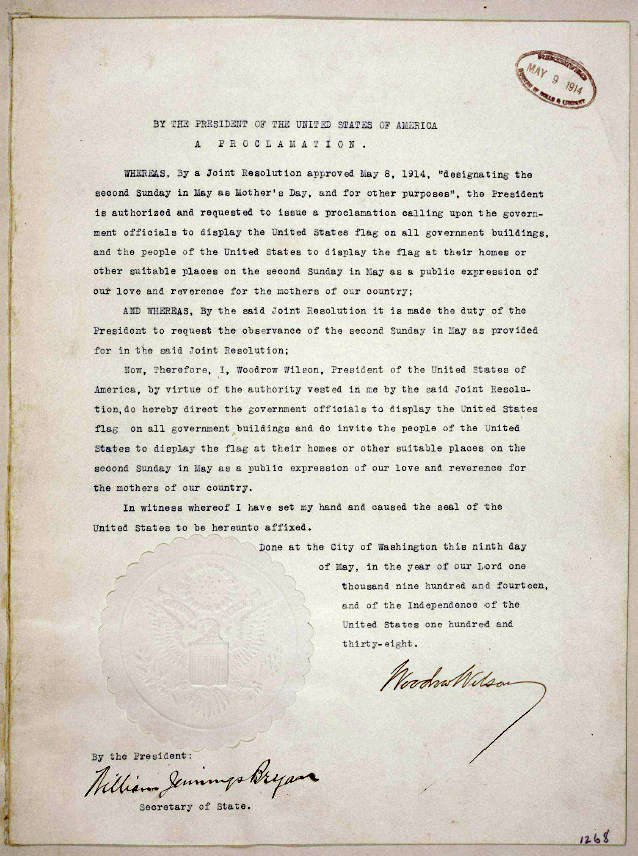 MAY 9 1914
BY THE PRESIDENT OF THE UNITED STATES OF AMERICA
A PROCLAMATION.
WHEREAS, By a Joint Resolution approved May 8, 1914, "designating the
second Sunday in May as Mother's Day, and for other purposes", the President
is authorized and requested to issue a proclamation calling upon the govern-
ment officials to display the United States flag on all government buildings,
and the people of the United States to display the flag at their homes or
other suitable places on the second Sunday in May as a public expression of
our love and reverence for the mothers of our country;
AND WHEREAS, By the said Joint Resolution it is made the duty of the
President to request the observance of the second Sunday in May as provided
for in the said Joint Resolution;
Now, Therefore, I, Woodrow Wilson, President of the United States of
America, by virtue of the authority vested in me by the said Joint Resolu-
tion, do hereby direct the government officials to display the United States
flag on all government buildings and do invite the people of the United
States to display the flag at their homes or other suitable places on the
second Sunday in May as a public expression of our love and reverence for
the mothers of our country.
In witness whereof I have set my hand and caused the seal of the
United States to be hereunto affixed.
Done at the City of Washington this ninth day
of May, in the year of our Lord one
thousand nine hundred and fourteen,
and of the Independence of the
United States one hundred and
thirty-eight.
Woodrow Wilson
By the President:
William Jennings Bryan
Secretary of State.
1268